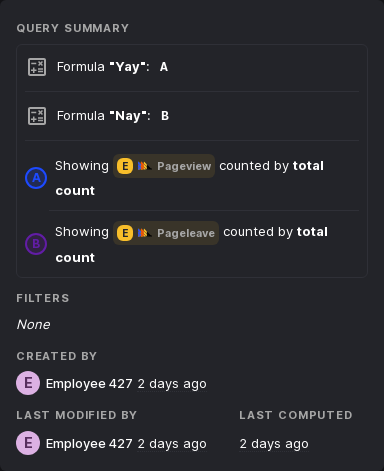 QUERY SUMMARY
Formula "Yay": A
Formula "Nay": B
A Showing E Pageview counted by total
count
B Showing E Pageleave counted by total
count
FILTERS
None
CREATED BY
E Employee 427 2 days ago
LAST MODIFIED BY LAST COMPUTED
E Employee 427 2 days ago 2 days ago